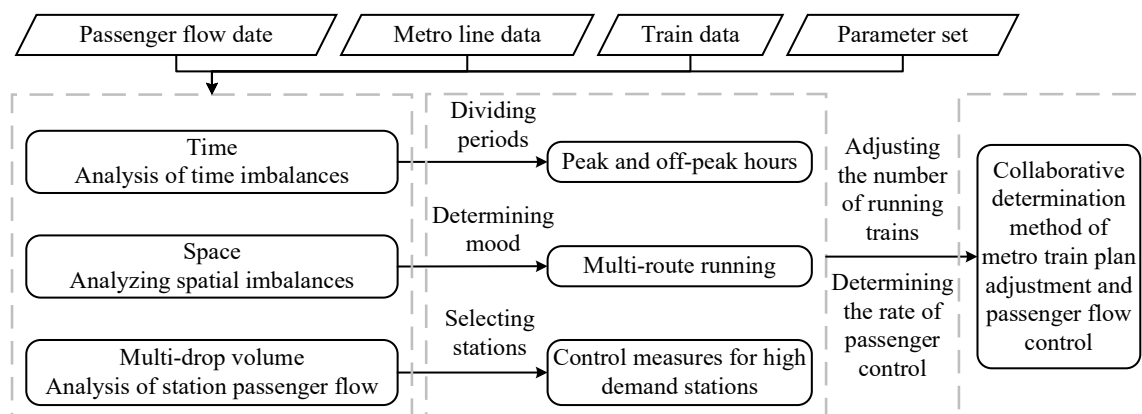 Passenger flow date
Metro line data
Train data
Parameter set
Time
Analysis of time imbalances
Dividing
periods
Peak and off-peak hours
Space
Analyzing spatial imbalances
Determining
mood
Multi-route running
Multi-drop volume
Analysis of station passenger flow
Selecting
stations
Control measures for high
demand stations
Adjusting
the number
of running
trains
Determining
the rate of
passenger
control
Collaborative
determination
method of
metro train plan
adjustment and
passenger flow
control